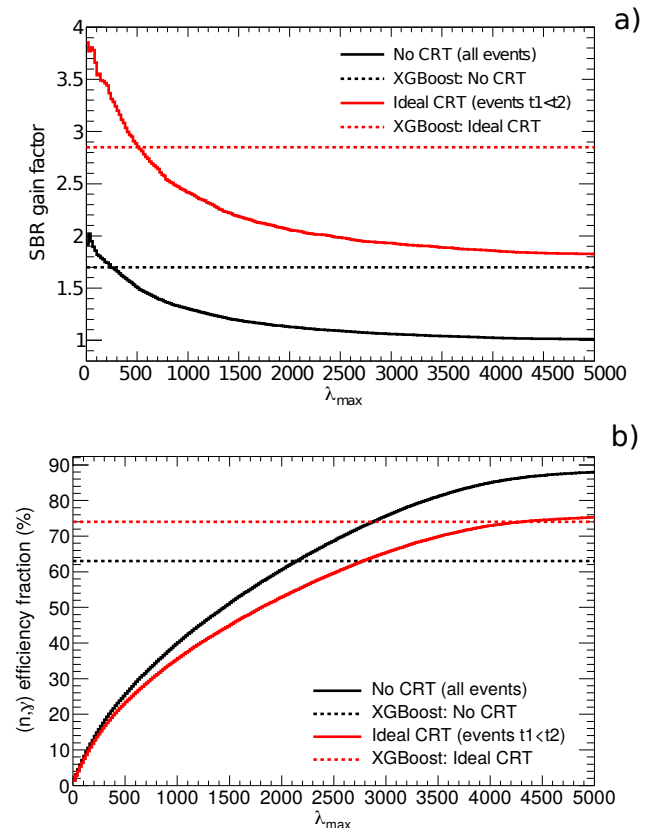 a)
4
3.5
3
2.5
2
1.5
1
SBR gain factor
No CRT (all events)
XGBoost: No CRT
Ideal CRT (events t1<t2)
XGBoost: Ideal CRT
0 500 1000 1500 2000 2500 3000 3500 4000 4500 5000
λmax
b)
90
80
70
60
50
40
30
20
10
0
(n,γ) efficiency fraction (%)
No CRT (all events)
XGBoost: No CRT
Ideal CRT (events t1<t2)
XGBoost: Ideal CRT
0 500 1000 1500 2000 2500 3000 3500 4000 4500 5000
λmax